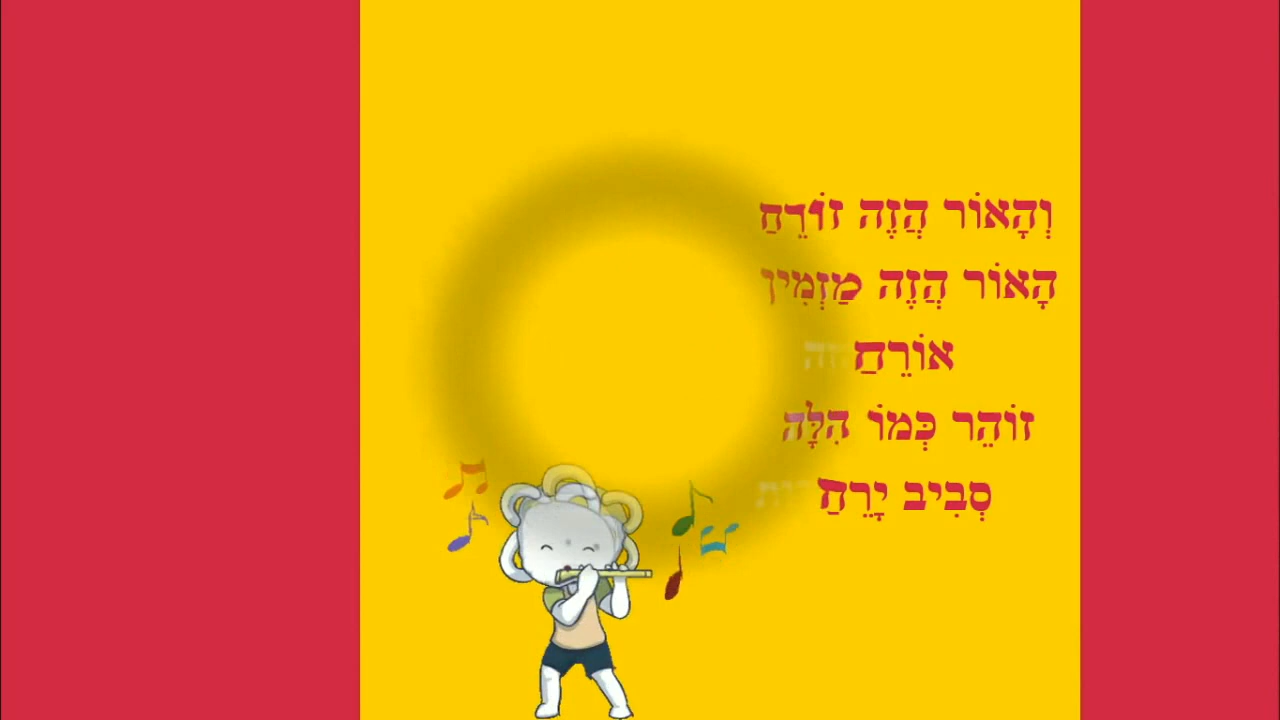 וְהָאוֹר הֲזֶה זוֹרֵחַ
הָאוֹר הֲזֶה מַזְמִין
אוֹרֵחַ
זוֹהֵר כְּמוֹ הִלָּה
סְבִיב יָרֵחַ